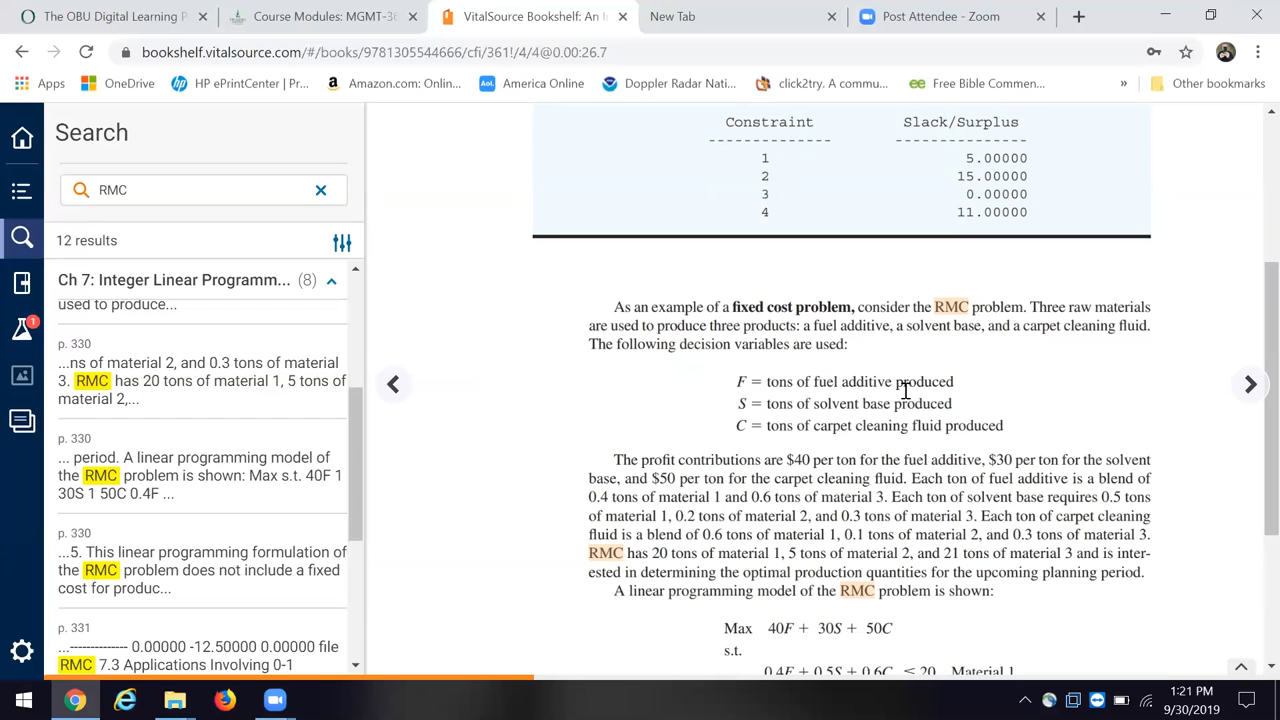 The OBU Digital Learning P
Course Modules: MGMT-36
VitalSource Bookshelf: An In
New Tab
Post Attendee - Zoom
bookshelf.vitalsource.com/#/books/9781305544666/cfi/361!/4/4@0.00:26.7
Apps
OneDrive
HP ePrintCenter | Pr...
Amazon.com: Onlin...
Aol.
America Online
Doppler Radar Nati...
click2try. A commu...
Free Bible Commen...
»
Other bookmarks
Search
RMC
12 results
Ch 7: Integer Linear Programm... (8)
used to produce...
p. 330
...ns of material 2, and 0.3 tons of material
3. RMC has 20 tons of material 1, 5 tons of
material 2,...
p. 330
... period. A linear programming model of
the RMC problem is shown: Max s.t. 40F 1
30S 1 50C 0.4F ...
p. 330
...5. This linear programming formulation of
the RMC problem does not include a fixed
cost for produc...
p. 331
...-------------- 0.00000 -12.50000 0.00000 file
RMC 7.3 Applications Involving 0-1
1
Constraint Slack/Surplus
------------- ---------------
1 5.00000
2 15.00000
3 0.00000
4 11.00000
As an example of a fixed cost problem, consider the RMC problem. Three raw materials
are used to produce three products: a fuel additive, a solvent base, and a carpet cleaning fluid.
The following decision variables are used:
F = tons of fuel additive produced
S = tons of solvent base produced
C = tons of carpet cleaning fluid produced
The profit contributions are $40 per ton for the fuel additive, $30 per ton for the solvent
base, and $50 per ton for the carpet cleaning fluid. Each ton of fuel additive is a blend of
0.4 tons of material 1 and 0.6 tons of material 3. Each ton of solvent base requires 0.5 tons
of material 1, 0.2 tons of material 2, and 0.3 tons of material 3. Each ton of carpet cleaning
fluid is a blend of 0.6 tons of material 1, 0.1 tons of material 2, and 0.3 tons of material 3.
RMC has 20 tons of material 1, 5 tons of material 2, and 21 tons of material 3 and is inter-
ested in determining the optimal production quantities for the upcoming planning period.
A linear programming model of the RMC problem is shown:
Max 40F + 30S + 50C
s.t.
0.4F + 0.5S + 0.6C ≤ 20 Material 1
1:21 PM
9/30/2019